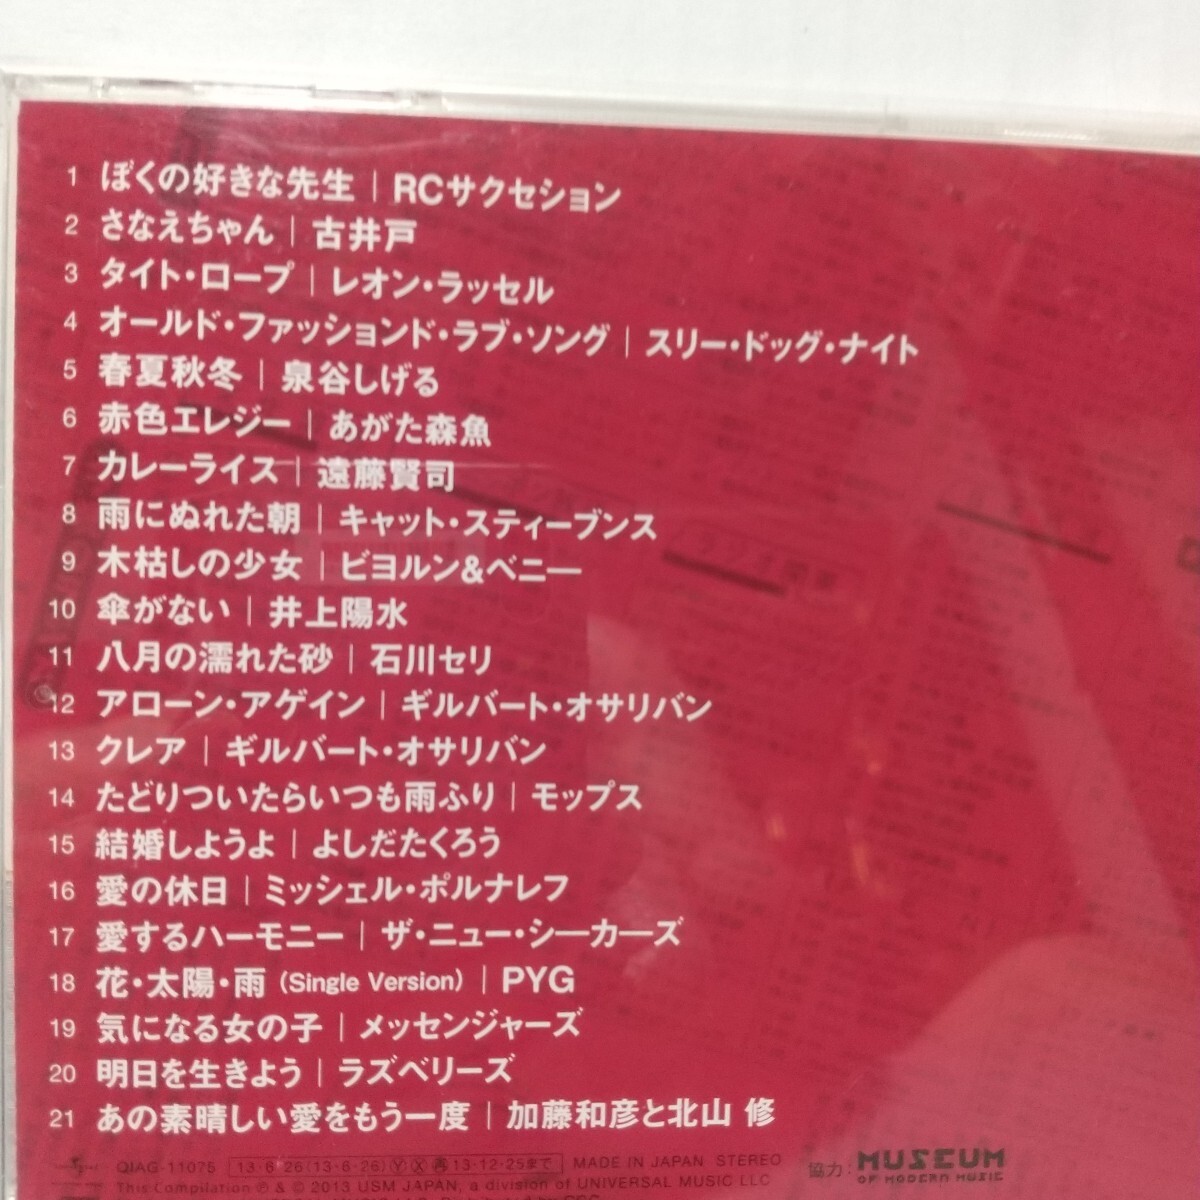 1 ぼくの好きな先生 | RCサクセション
2 さなえちゃん | 古井戸
3 タイト・ロープ | レオン・ラッセル
4 オールド・ファッションド・ラブ・ソング | スリー・ドッグ・ナイト
5 春夏秋冬 | 泉谷しげる
6 赤色エレジー | あがた森魚
7 カレーライス | 遠藤賢司
8 雨にぬれた朝 | キャット・スティーブンス
9 木枯しの少女 | ビヨルン&ベニー
10 傘がない | 井上陽水
11 八月の濡れた砂 | 石川セリ
12 アローン・アゲイン | ギルバート・オサリバン
13 クレア | ギルバート・オサリバン
14 たどりついたらいつも雨ふり | モップス
15 結婚しようよ | よしだたくろう
16 愛の休日 | ミッシェル・ポルナレフ
17 愛するハーモニー | ザ・ニュー・シーカーズ
18 花・太陽・雨 (Single Version) | PYG
19 気になる女の子 | メッセンジャーズ
20 明日を生きよう | ラズベリーズ
21 あの素晴しい愛をもう一度 | 加藤和彦と北山 修
QIAG-11075 13・6・26(13・6・26)ⓎⓍ再13・12・25まで MADE IN JAPAN STEREO
協力: MUSEUM OF MODERN MUSIC
This Compilation ℗ & © 2013 USM JAPAN, a division of UNIVERSAL MUSIC LLC